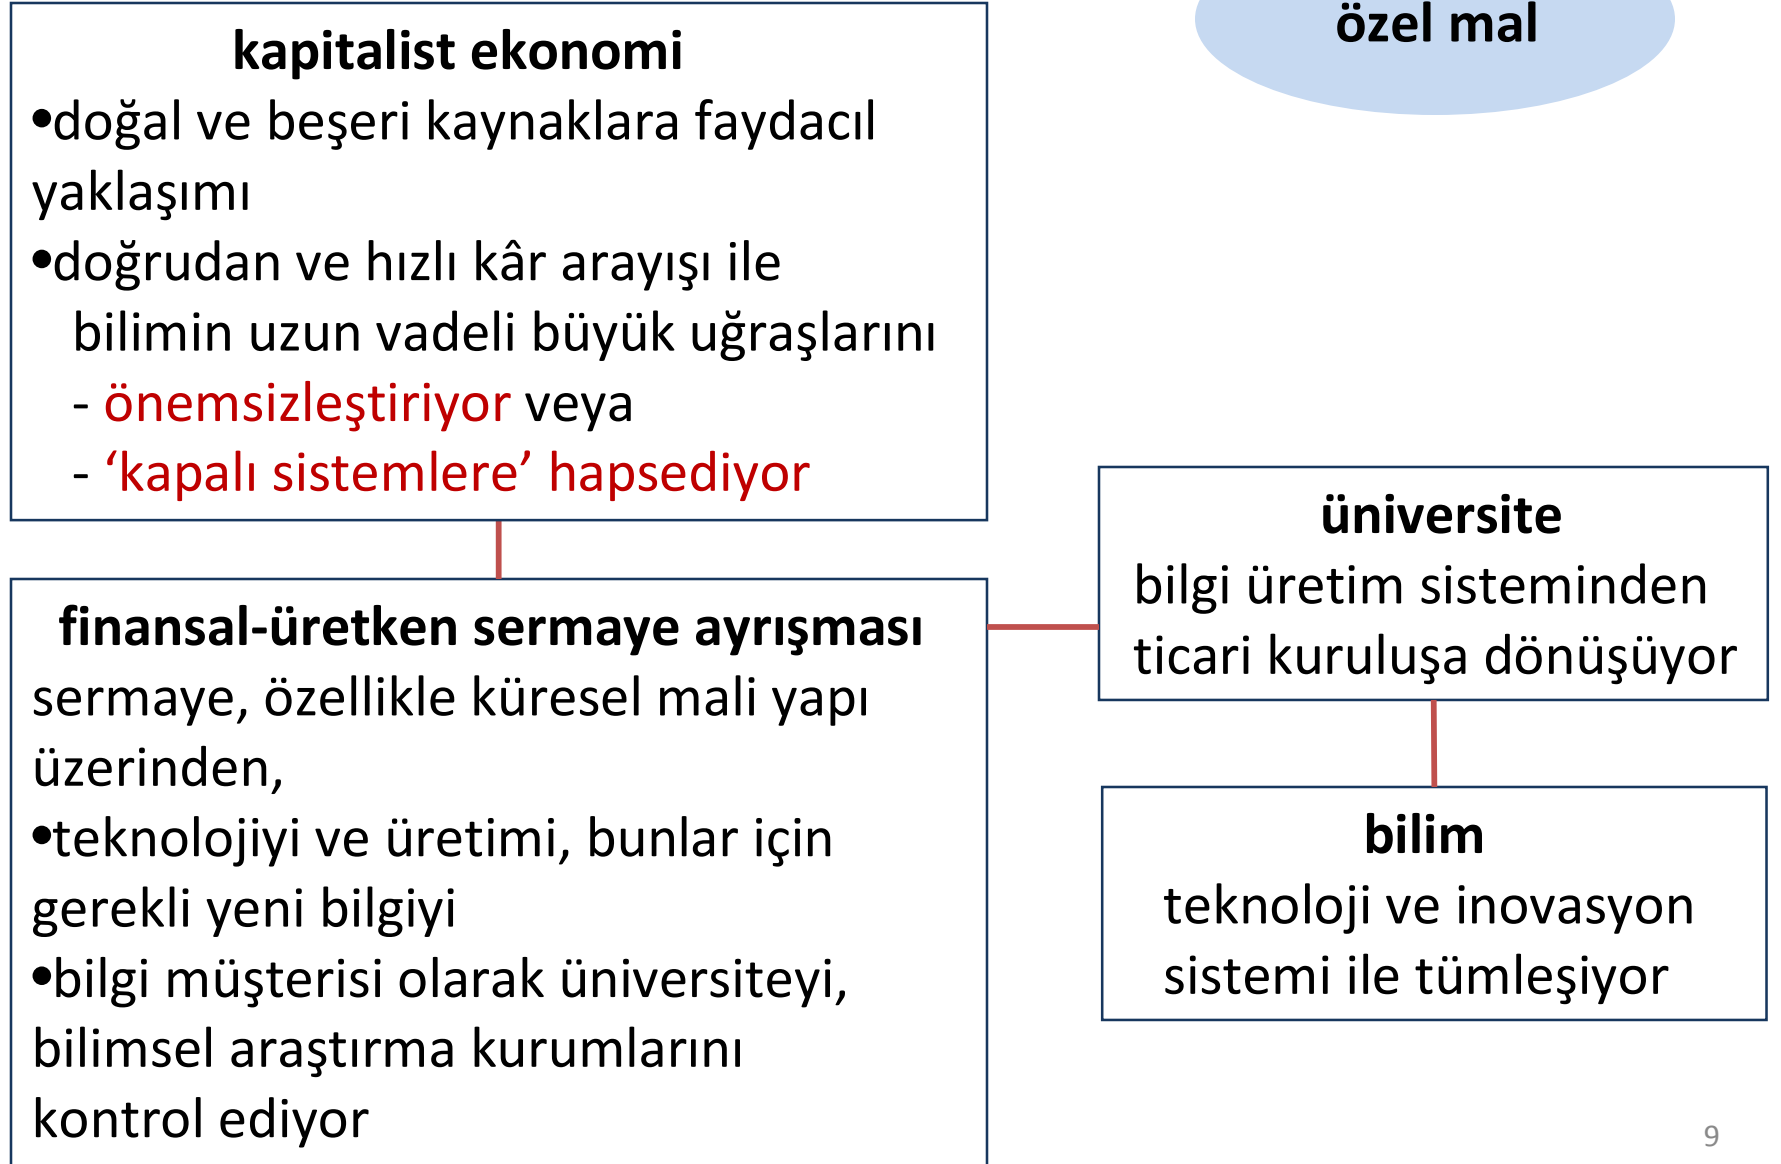 özel mal
kapitalist ekonomi
•doğal ve beşeri kaynaklara faydacıl
yaklaşımı
•doğrudan ve hızlı kâr arayışı ile
bilimin uzun vadeli büyük uğraşlarını
- önemsizleştiriyor veya
- ‘kapalı sistemlere’ hapsediyor
finansal-üretken sermaye ayrışması
sermaye, özellikle küresel mali yapı
üzerinden,
•teknolojiyi ve üretimi, bunlar için
gerekli yeni bilgiyi
•bilgi müşterisi olarak üniversiteyi,
bilimsel araştırma kurumlarını
kontrol ediyor
üniversite
bilgi üretim sisteminden
ticari kuruluşa dönüşüyor
bilim
teknoloji ve inovasyon
sistemi ile tümleşiyor
9